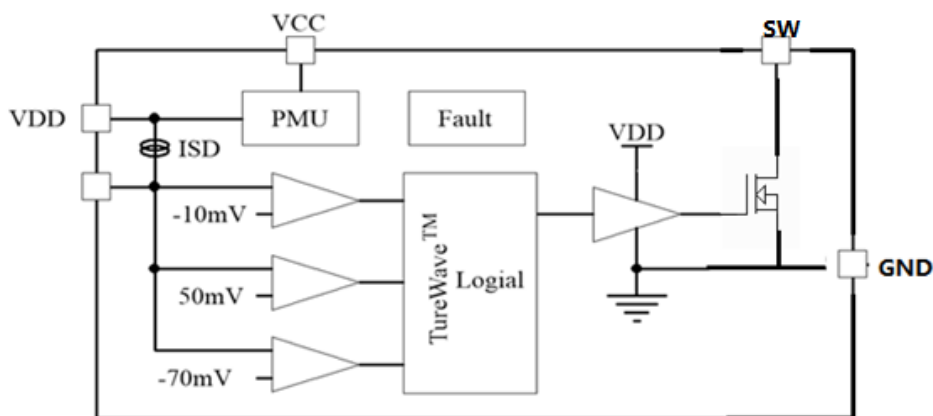 VCC
SW
VDD
PMU
Fault
ISD
VDD
-10mV
50mV
-70mV
TureWave™
Logial
GND